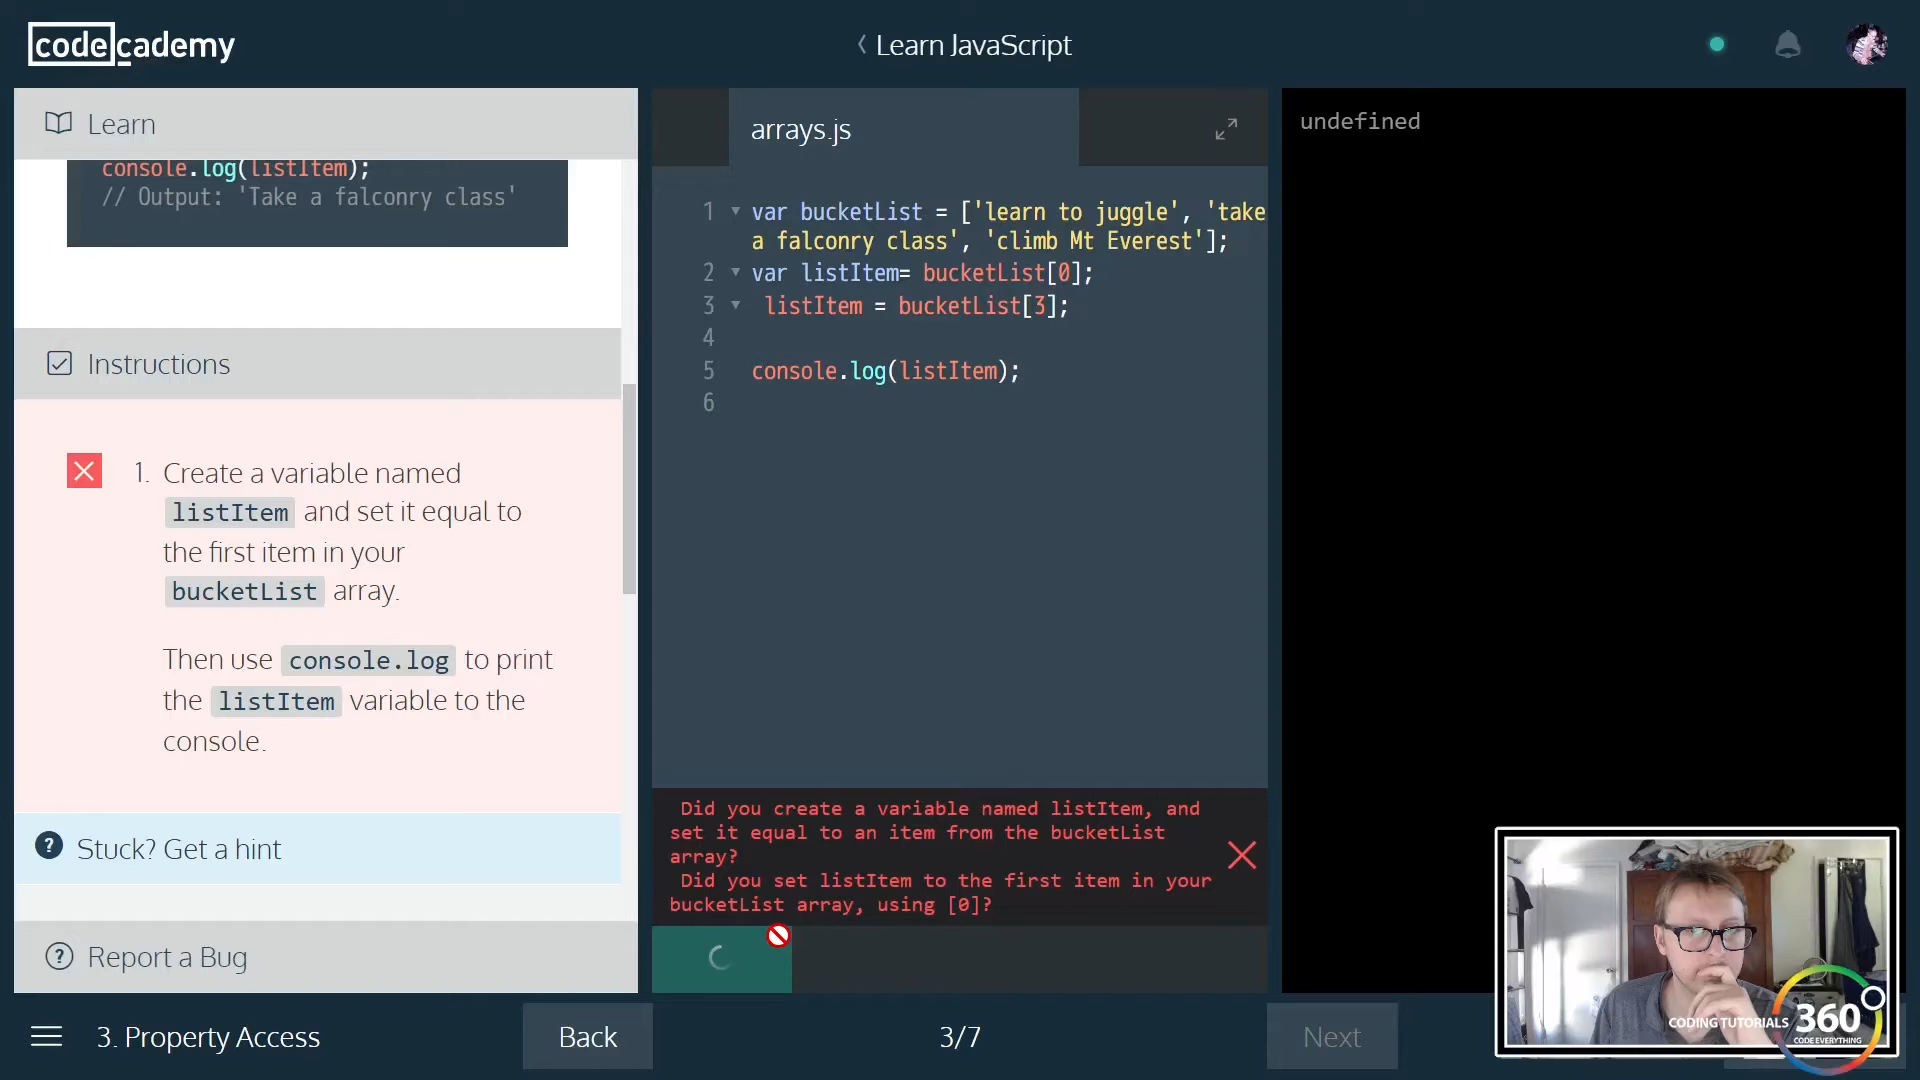 codecademy
Learn JavaScript
Learn
console.log(listItem);
// Output: 'Take a falconry class'
Instructions
1. Create a variable named
listItem and set it equal to
the first item in your
bucketList array.
Then use console.log to print
the listItem variable to the
console.
Stuck? Get a hint
Report a Bug
arrays.js
1 var bucketList = ['learn to juggle', 'take
a falconry class', 'climb Mt Everest'];
2 var listItem= bucketList[0];
3 listItem = bucketList[3];
4
5 console.log(listItem);
6
Did you create a variable named listItem, and
set it equal to an item from the bucketList
array?
Did you set listItem to the first item in your
bucketList array, using [0]?
undefined
3. Property Access
Back
3/7
Next
CODING TUTORIALS 360
CODE EVERYTHING